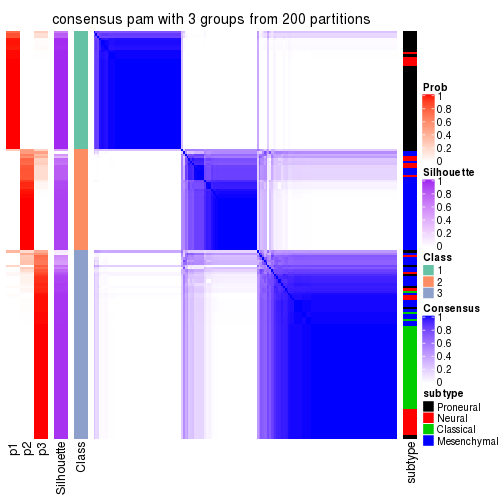 consensus pam with 3 groups from 200 partitions
Prob
1
0.8
0.6
0.4
0.2
0
Silhouette
1
0.8
0.6
0.4
0.2
0
Class
1
2
3
Consensus
1
0.8
0.6
0.4
0.2
0
subtype
Proneural
Neural
Classical
Mesenchymal
p1
p2
p3
Silhouette
Class
subtype